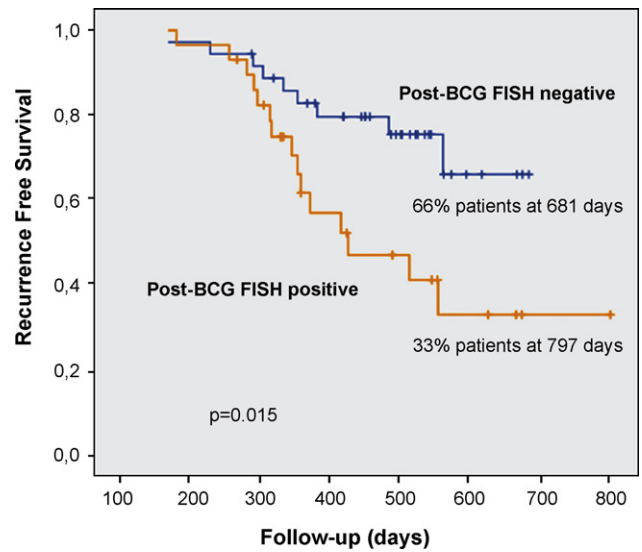 Recurrence Free Survival
1,0
0,8
0,6
0,4
0,2
0,0
Post-BCG FISH negative
66% patients at 681 days
Post-BCG FISH positive
33% patients at 797 days
p=0.015
100 200 300 400 500 600 700 800
Follow-up (days)